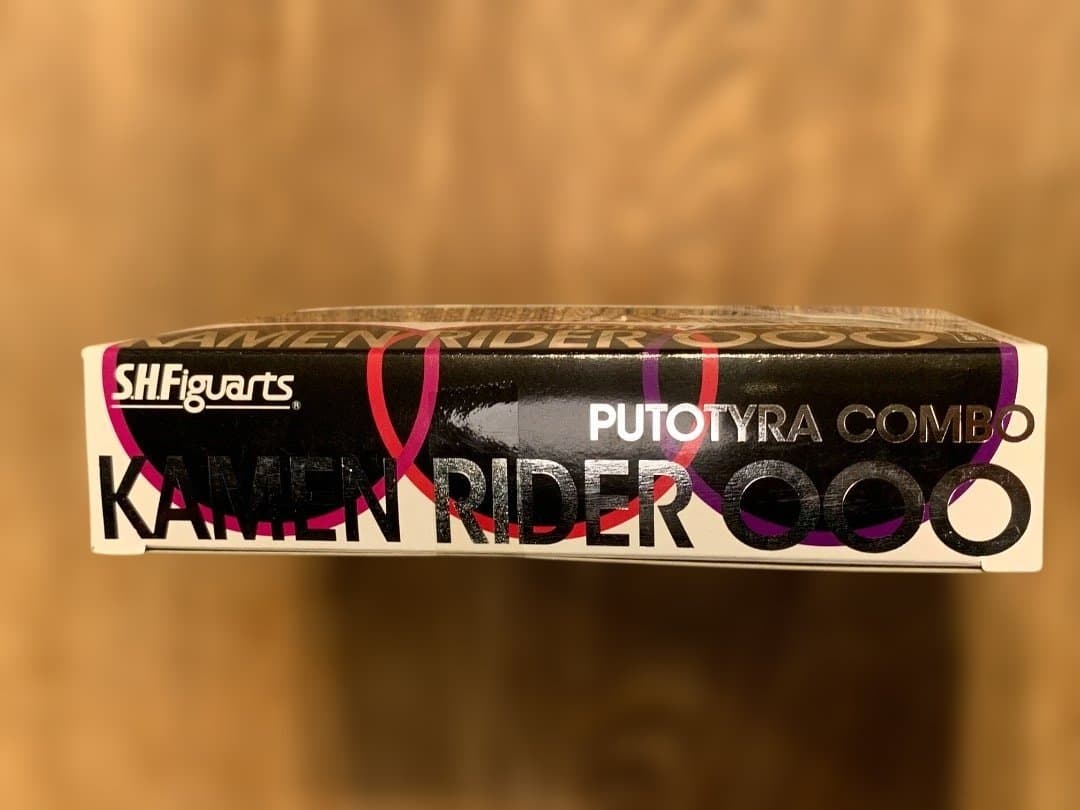 KAMEN RIDER OOO
S.H.Figuarts®
PUTOTYRA COMBO
KAMEN RIDER OOO